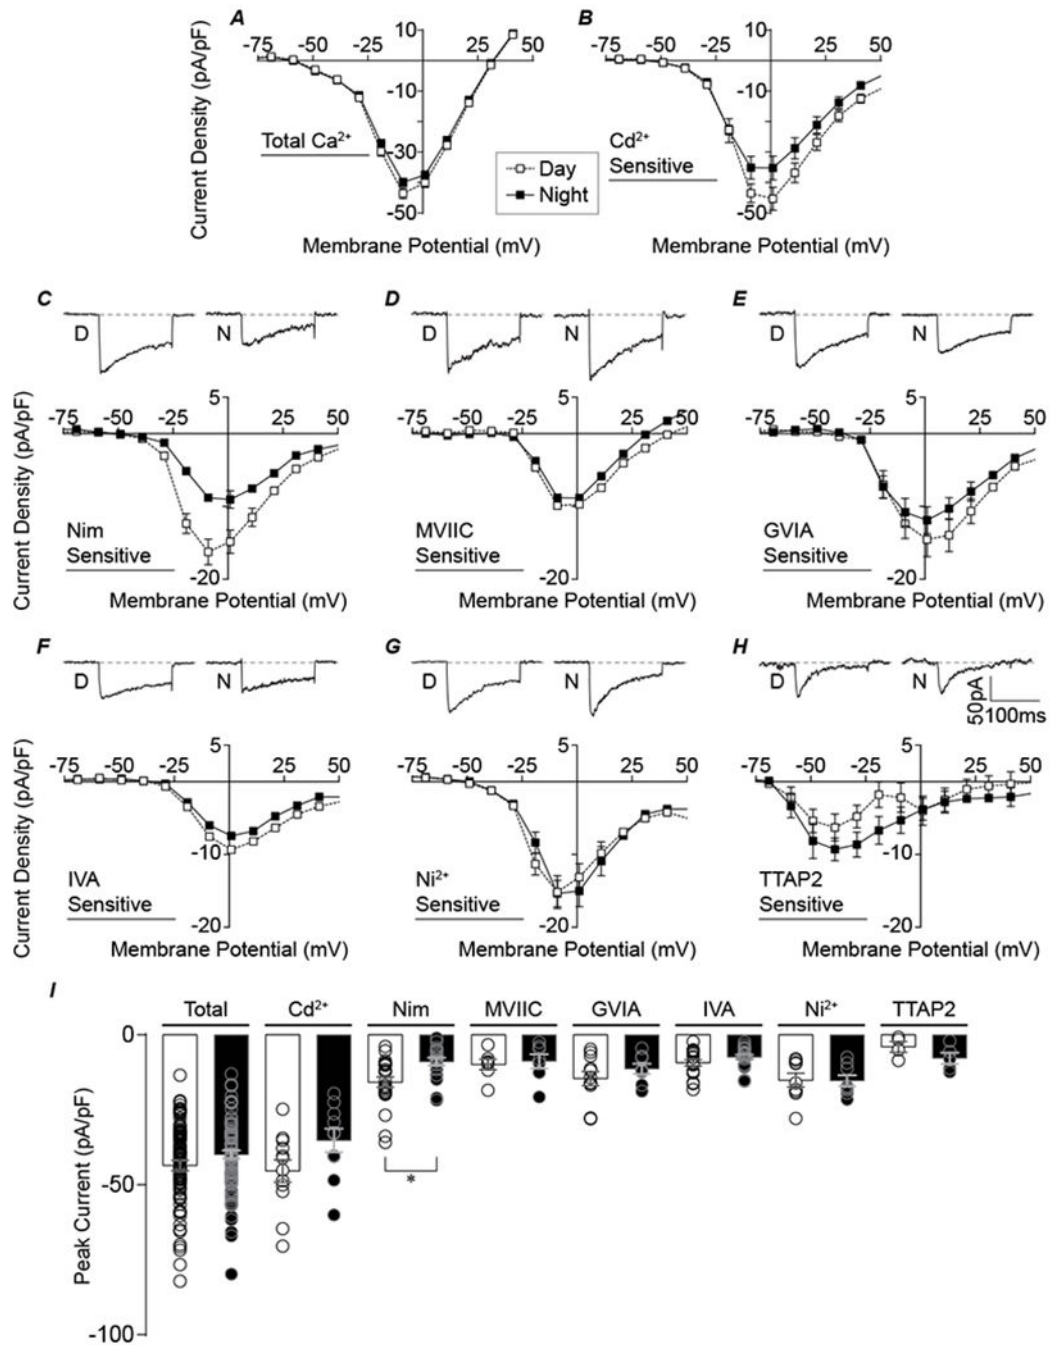 A
B
Current Density (pA/pF)
10
-75 -50 -25 25 50
-10
-30
-50
Total Ca²⁺
Membrane Potential (mV)
Day
Night
10
-75 -50 -25 25 50
-10
-50
Cd²⁺
Sensitive
Membrane Potential (mV)
C
D
E
D N
D N
D N
Current Density (pA/pF)
5
-75 -50 -25 25 50
-20
Nim
Sensitive
Membrane Potential (mV)
5
-75 -50 -25 25 50
-20
MVIIC
Sensitive
Membrane Potential (mV)
5
-75 -50 -25 25 50
-20
GVIA
Sensitive
Membrane Potential (mV)
F
G
H
D N
D N
D N
50pA
100ms
Current Density (pA/pF)
5
-75 -50 -25 25 50
-10
-20
IVA
Sensitive
Membrane Potential (mV)
5
-75 -50 -25 25 50
-20
Ni²⁺
Sensitive
Membrane Potential (mV)
5
-75 -50 -25 25 50
-10
-20
TTAP2
Sensitive
Membrane Potential (mV)
I
Total Cd²⁺ Nim MVIIC GVIA IVA Ni²⁺ TTAP2
Peak Current (pA/pF)
0
-50
-100
*